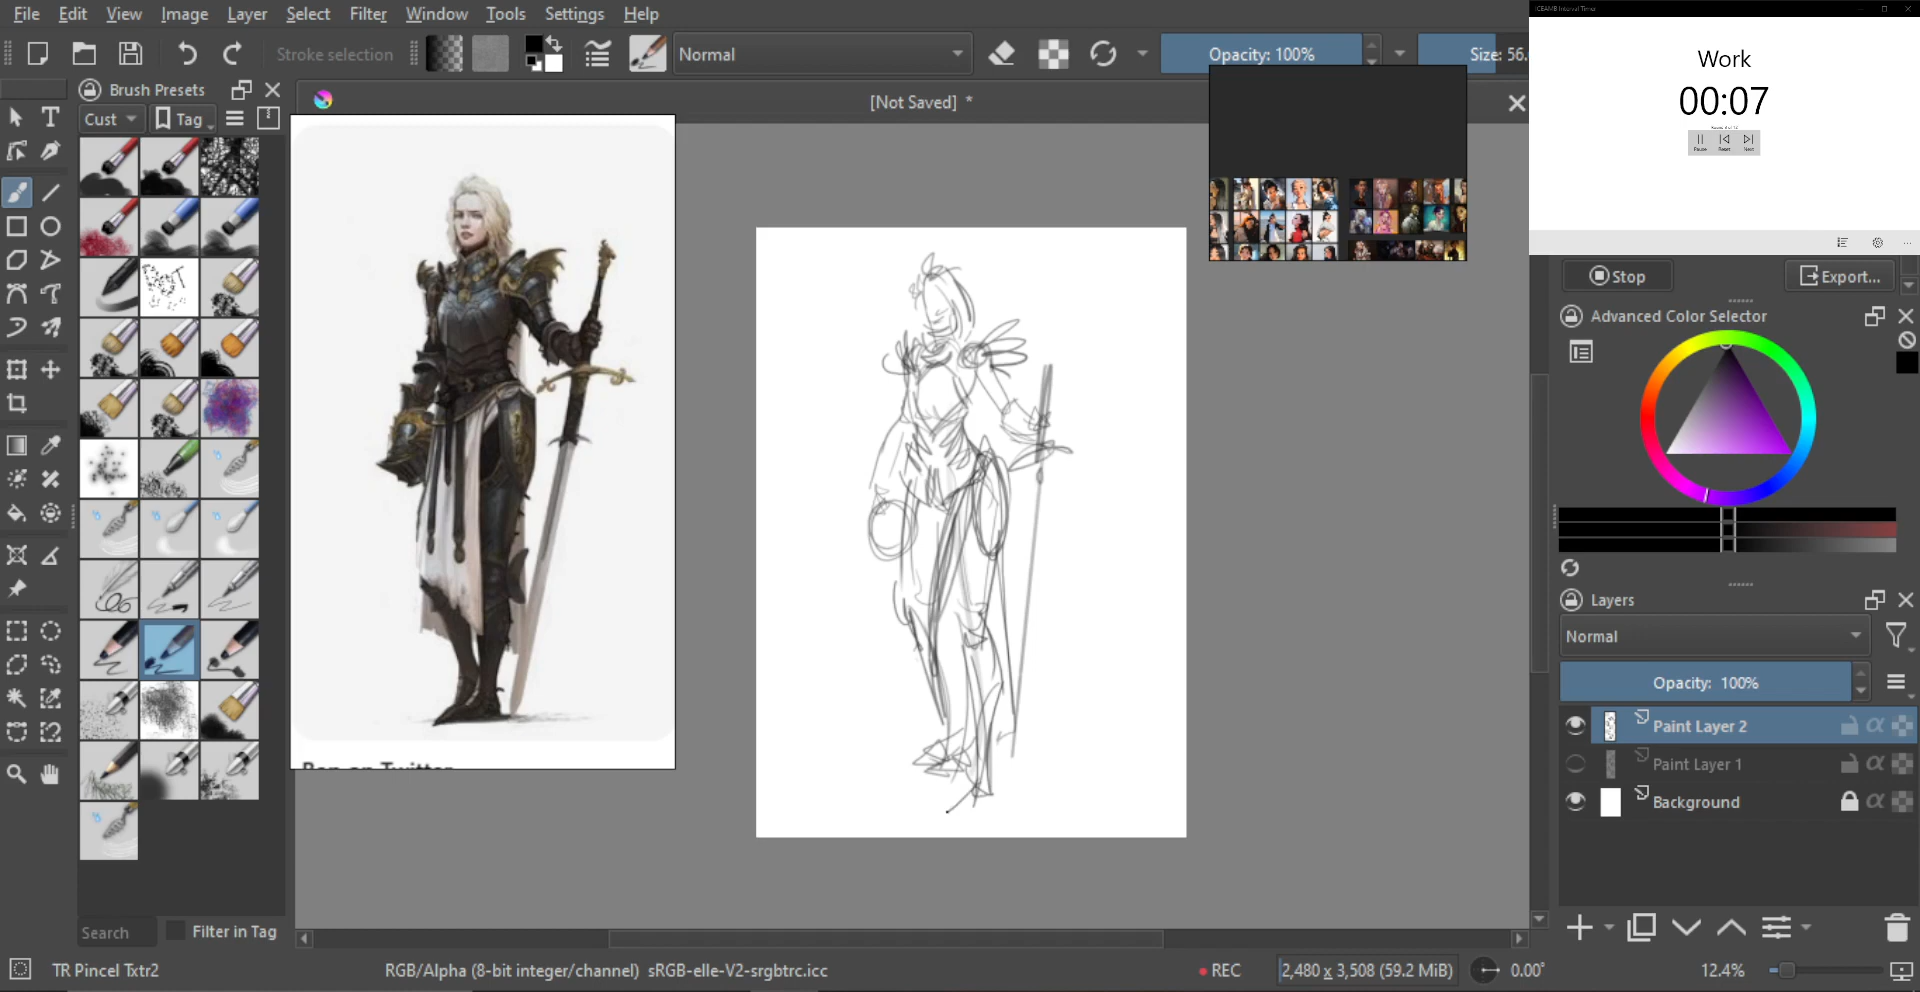 File Edit View Image Layer Select Filter Window Tools Settings Help
Stroke selection
Normal
Opacity: 100%
Size: 56.
Brush Presets
Cust
Tag
[Not Saved] *
Work
00:07
Pause
Reset
Next
Stop
Export...
Advanced Color Selector
Layers
Normal
Opacity: 100%
Paint Layer 2
Paint Layer 1
Background
Search
Filter in Tag
TR Pincel Txtr2
RGB/Alpha (8-bit integer/channel) sRGB-elle-V2-srgbtrc.icc
REC
2,480 x 3,508 (59.2 MiB)
0.00°
12.4%